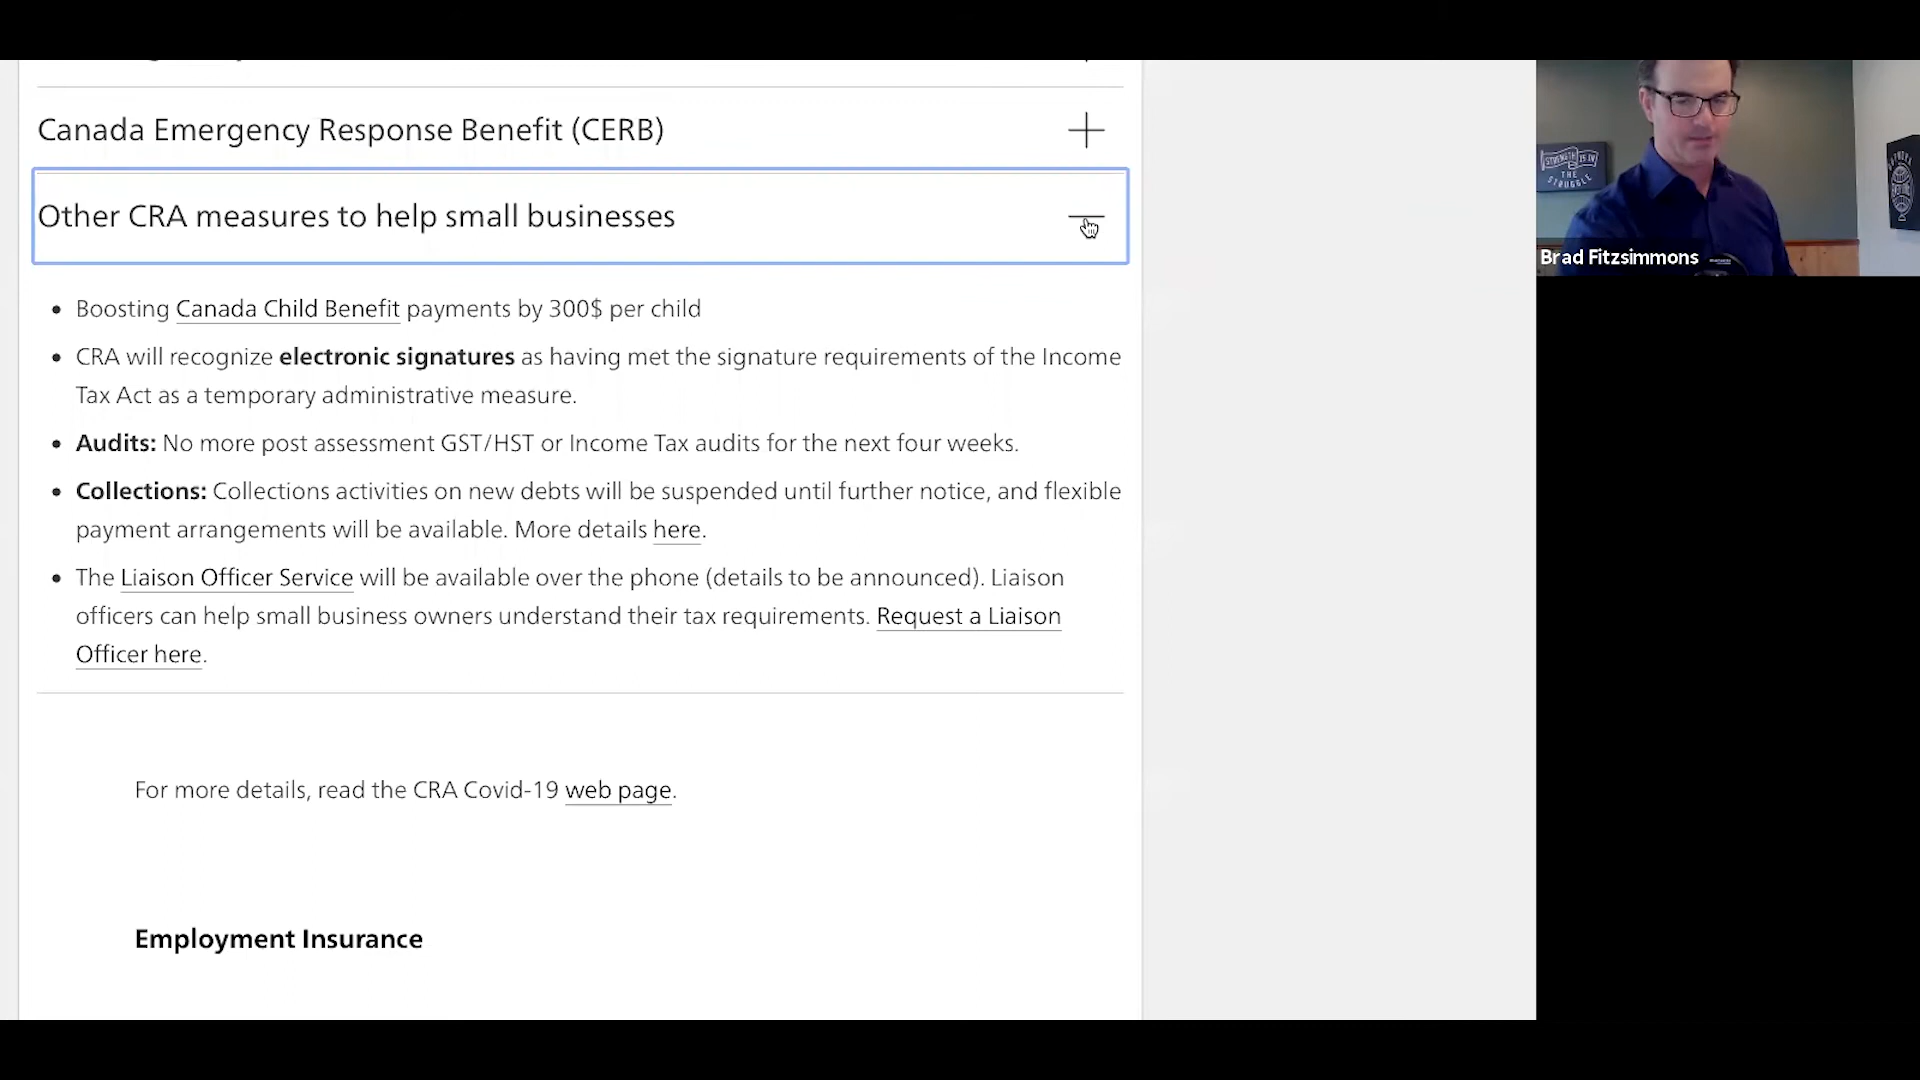 Canada Emergency Response Benefit (CERB)
Other CRA measures to help small businesses
Boosting Canada Child Benefit payments by 300$ per child
CRA will recognize electronic signatures as having met the signature requirements of the Income
Tax Act as a temporary administrative measure.
Audits: No more post assessment GST/HST or Income Tax audits for the next four weeks.
Collections: Collections activities on new debts will be suspended until further notice, and flexible
payment arrangements will be available. More details here.
The Liaison Officer Service will be available over the phone (details to be announced). Liaison
officers can help small business owners understand their tax requirements. Request a Liaison
Officer here.
For more details, read the CRA Covid-19 web page.
Employment Insurance
STRENGTH IS IN
THE
STRUGGLE
Brad Fitzsimmons